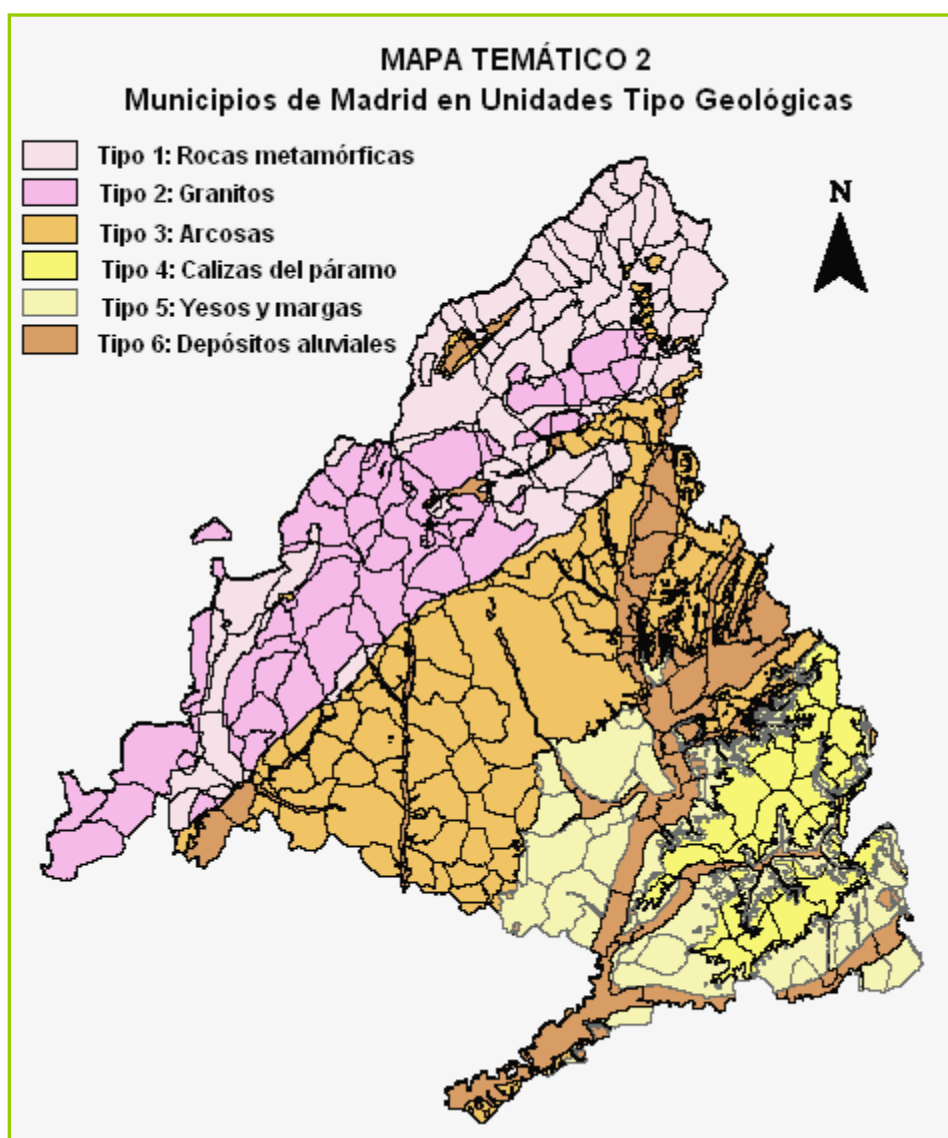 MAPA TEMÁTICO 2
Municipios de Madrid en Unidades Tipo Geológicas
Tipo 1: Rocas metamórficas
Tipo 2: Granitos
Tipo 3: Arcosas
Tipo 4: Calizas del páramo
Tipo 5: Yesos y margas
Tipo 6: Depósitos aluviales
N